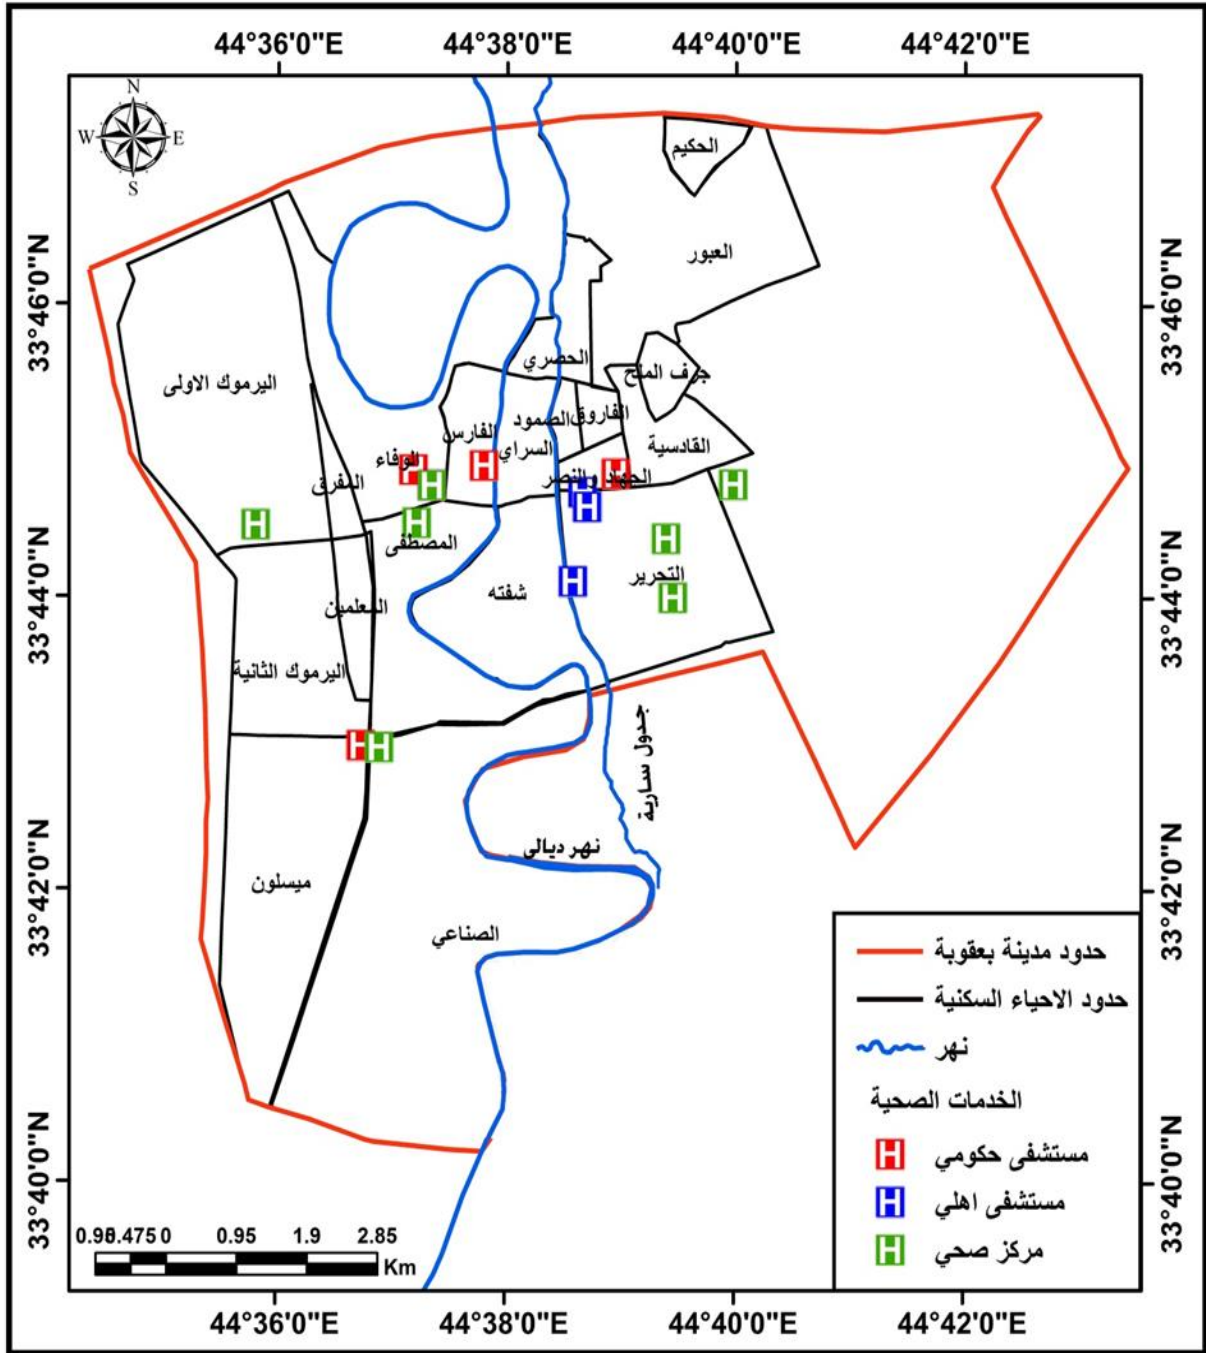 44°36'0"E 44°38'0"E 44°40'0"E 44°42'0"E
N
W E
S
33°46'0"N
33°44'0"N
33°42'0"N
33°40'0"N
33°46'0"N
33°44'0"N
33°42'0"N
33°40'0"N
الحكيم
العبور
الحصري
جرف الملح
اليرموك الاولى
الفاروق
الصمود
الفارس
القادسية
السراي
الوفاء
الجهاد والنصر
المفرق
المصطفى
التحرير
شفته
المعلمين
اليرموك الثانية
جدول سارية
نهر ديالى
ميسلون
الصناعي
حدود مدينة بعقوبة
حدود الاحياء السكنية
نهر
الخدمات الصحية
H مستشفى حكومي
H مستشفى اهلي
H مركز صحي
0.95 0.475 0 0.95 1.9 2.85
Km
44°36'0"E 44°38'0"E 44°40'0"E 44°42'0"E